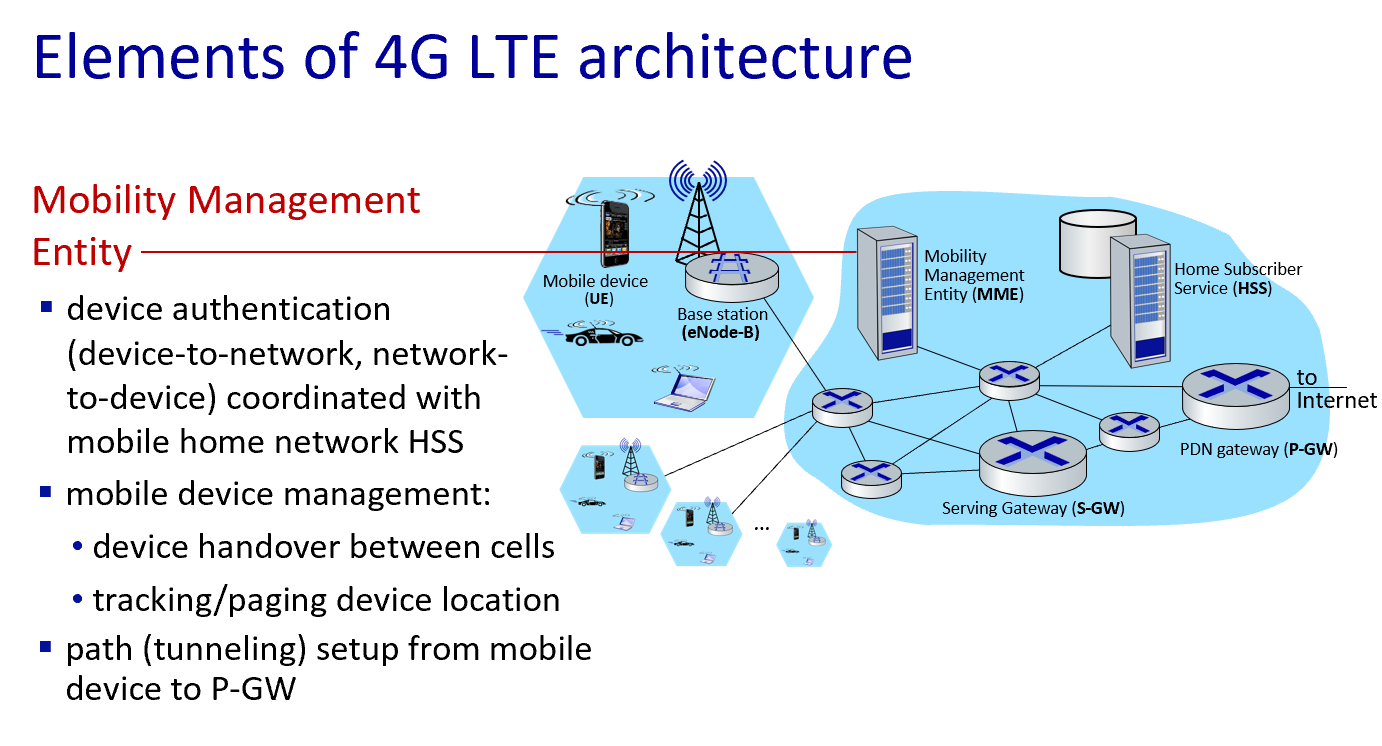 Elements of 4G LTE architecture
Mobility Management
Entity
▪ device authentication
(device-to-network, network-
to-device) coordinated with
mobile home network HSS
▪ mobile device management:
• device handover between cells
• tracking/paging device location
▪ path (tunneling) setup from mobile
device to P-GW
Mobile device
(UE)
Base station
(eNode-B)
Mobility
Management
Entity (MME)
Home Subscriber
Service (HSS)
to
Internet
PDN gateway (P-GW)
Serving Gateway (S-GW)
...